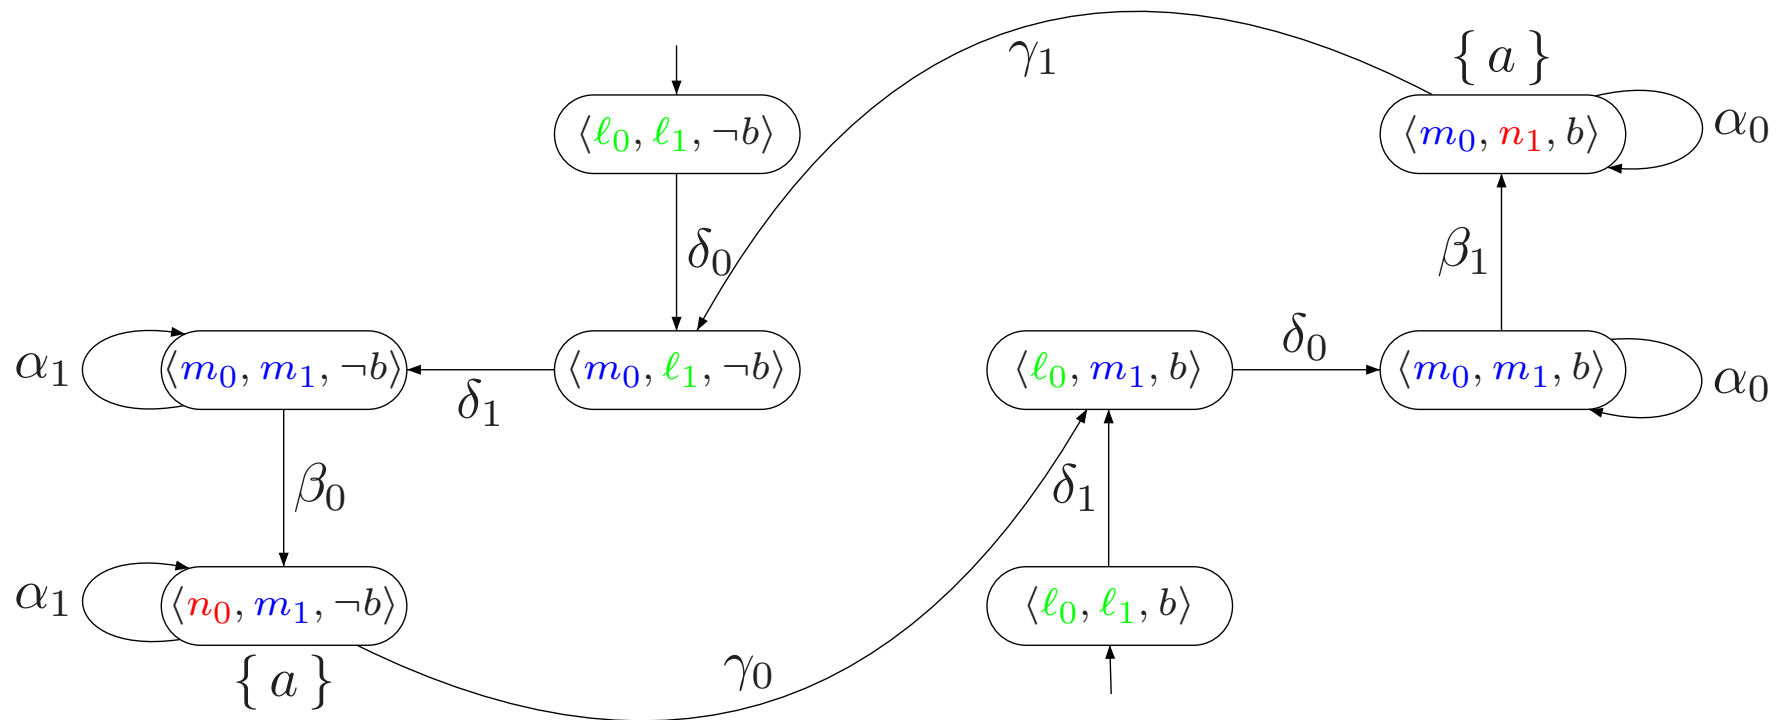 γ₁
{ a }
⟨ℓ₀, ℓ₁, ¬b⟩
⟨m₀, n₁, b⟩
α₀
δ₀
β₁
α₁
⟨m₀, m₁, ¬b⟩
δ₁
⟨m₀, ℓ₁, ¬b⟩
⟨ℓ₀, m₁, b⟩
δ₀
⟨m₀, m₁, b⟩
α₀
β₀
δ₁
α₁
⟨n₀, m₁, ¬b⟩
⟨ℓ₀, ℓ₁, b⟩
{ a }
γ₀